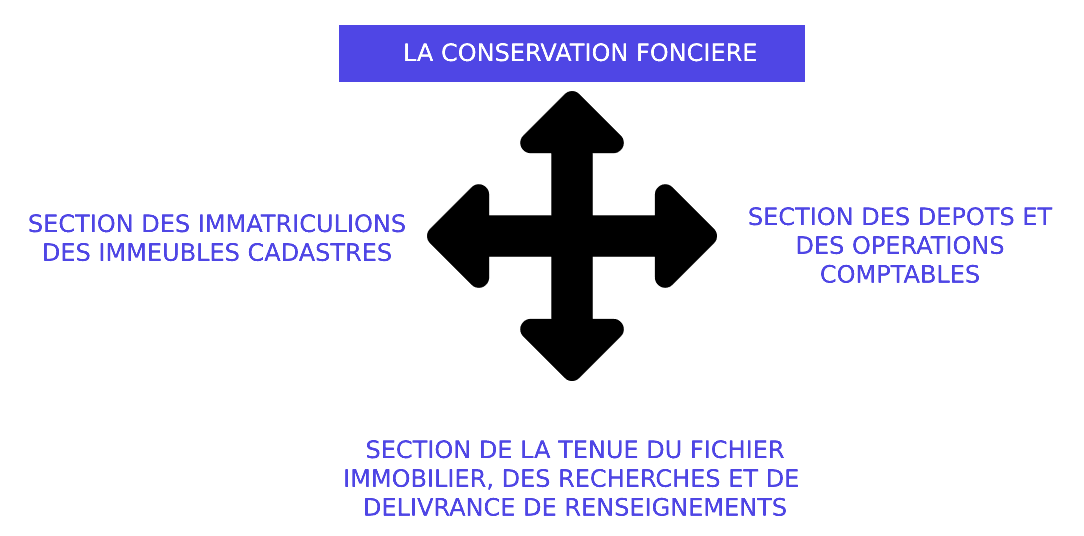 LA CONSERVATION FONCIERE
SECTION DES IMMATRICULIONS
DES IMMEUBLES CADASTRES
SECTION DES DEPOTS ET
DES OPERATIONS
COMPTABLES
SECTION DE LA TENUE DU FICHIER
IMMOBILIER, DES RECHERCHES ET DE
DELIVRANCE DE RENSEIGNEMENTS